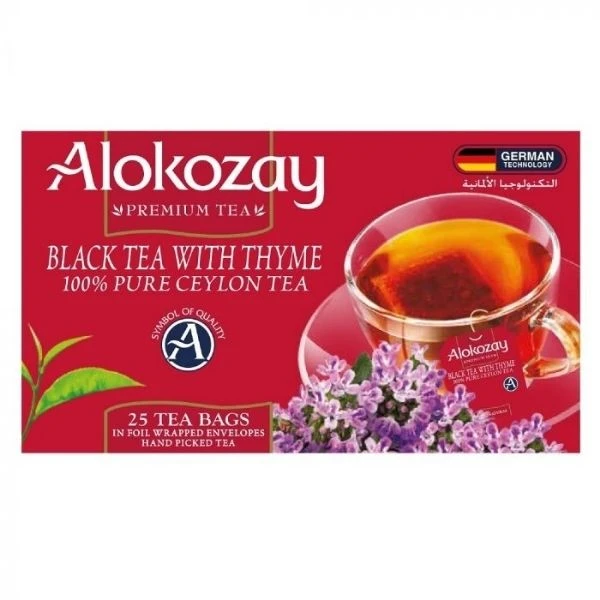 Alokozay
PREMIUM TEA
BLACK TEA WITH THYME
100% PURE CEYLON TEA
SYMBOL OF QUALITY
A
25 TEA BAGS
IN FOIL WRAPPED ENVELOPES
HAND PICKED TEA
GERMAN
TECHNOLOGY
التكنولوجيا الألمانية
Alokozay
BLACK TEA WITH THYME
100% PURE CEYLON TEA
A